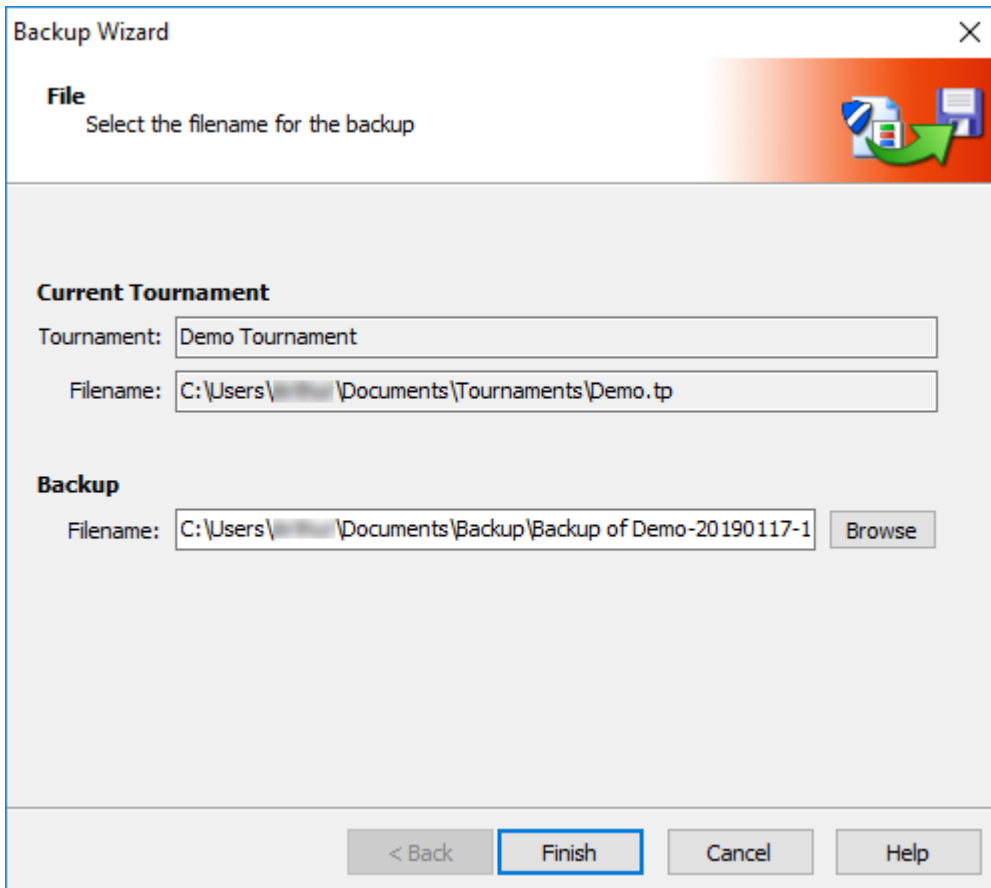 Backup Wizard
File
Select the filename for the backup
Current Tournament
Tournament: Demo Tournament
Filename: C:\Users\ \Documents\Tournaments\Demo.tp
Backup
Filename: C:\Users\ \Documents\Backup\Backup of Demo-20190117-1 Browse
< Back Finish Cancel Help